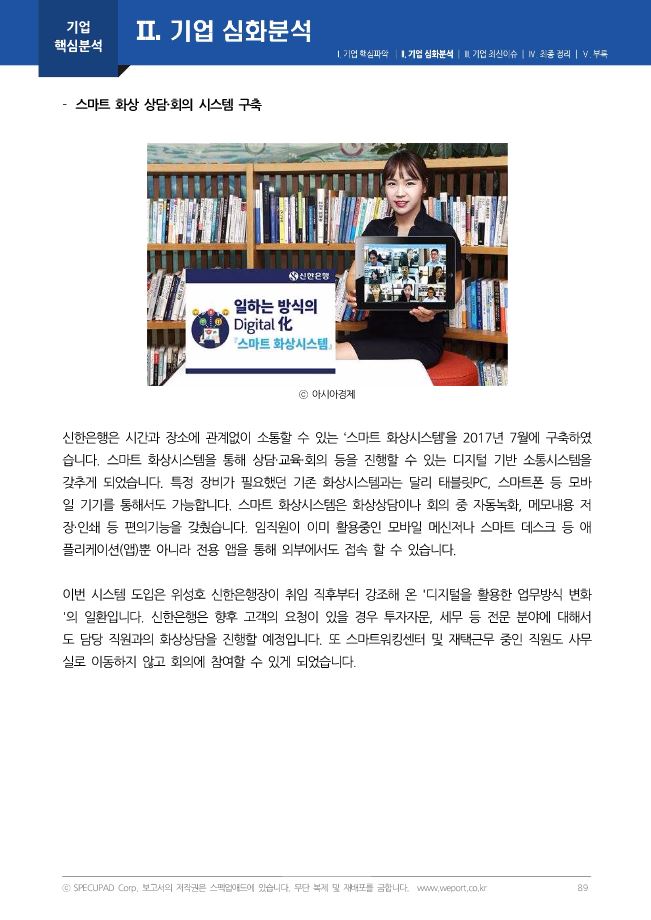 기업
핵심분석
Ⅱ. 기업 심화분석
Ⅰ. 기업 핵심파악 | Ⅱ. 기업 심화분석 | Ⅲ. 기업 최신이슈 | Ⅳ. 최종 정리 | Ⅴ. 부록
- 스마트 화상 상담·회의 시스템 구축
신한은행
일하는 방식의
Digital 化
『스마트 화상시스템』
ⓒ 아시아경제
신한은행은 시간과 장소에 관계없이 소통할 수 있는 ‘스마트 화상시스템’을 2017년 7월에 구축하였
습니다. 스마트 화상시스템을 통해 상담·교육·회의 등을 진행할 수 있는 디지털 기반 소통시스템을
갖추게 되었습니다. 특정 장비가 필요했던 기존 화상시스템과는 달리 태블릿PC, 스마트폰 등 모바
일 기기를 통해서도 가능합니다. 스마트 화상시스템은 화상상담이나 회의 중 자동녹화, 메모내용 저
장·인쇄 등 편의기능을 갖췄습니다. 임직원이 이미 활용중인 모바일 메신저나 스마트 데스크 등 애
플리케이션(앱)뿐 아니라 전용 앱을 통해 외부에서도 접속 할 수 있습니다.
이번 시스템 도입은 위성호 신한은행장이 취임 직후부터 강조해 온 '디지털을 활용한 업무방식 변화
'의 일환입니다. 신한은행은 향후 고객의 요청이 있을 경우 투자자문, 세무 등 전문 분야에 대해서
도 담당 직원과의 화상상담을 진행할 예정입니다. 또 스마트워킹센터 및 재택근무 중인 직원도 사무
실로 이동하지 않고 회의에 참여할 수 있게 되었습니다.
ⓒ SPECUPAD Corp. 보고서의 저작권은 스펙업애드에 있습니다. 무단 복제 및 재배포를 금합니다. www.weport.co.kr
89